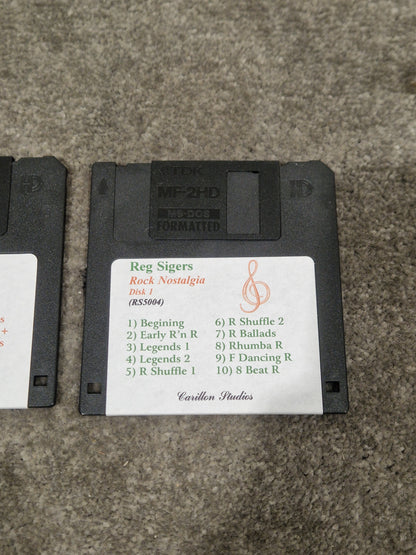 TDK
MF-2HD
MS-DOS
FORMATTED
HD
Reg Sigers
Rock Nostalgia
Disk 1
(RS5004)
1) Begining
2) Early R'n R
3) Legends 1
4) Legends 2
5) R Shuffle 1
6) R Shuffle 2
7) R Ballads
8) Rhumba R
9) F Dancing R
10) 8 Beat R
Carillon Studios